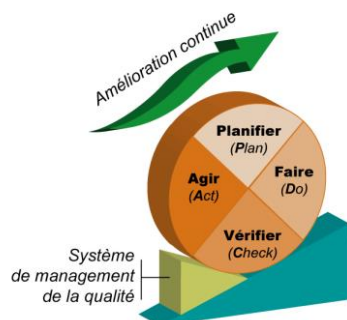 Amélioration continue
Planifier
(Plan)
Faire
(Do)
Agir
(Act)
Vérifier
(Check)
Système
de management
de la qualité